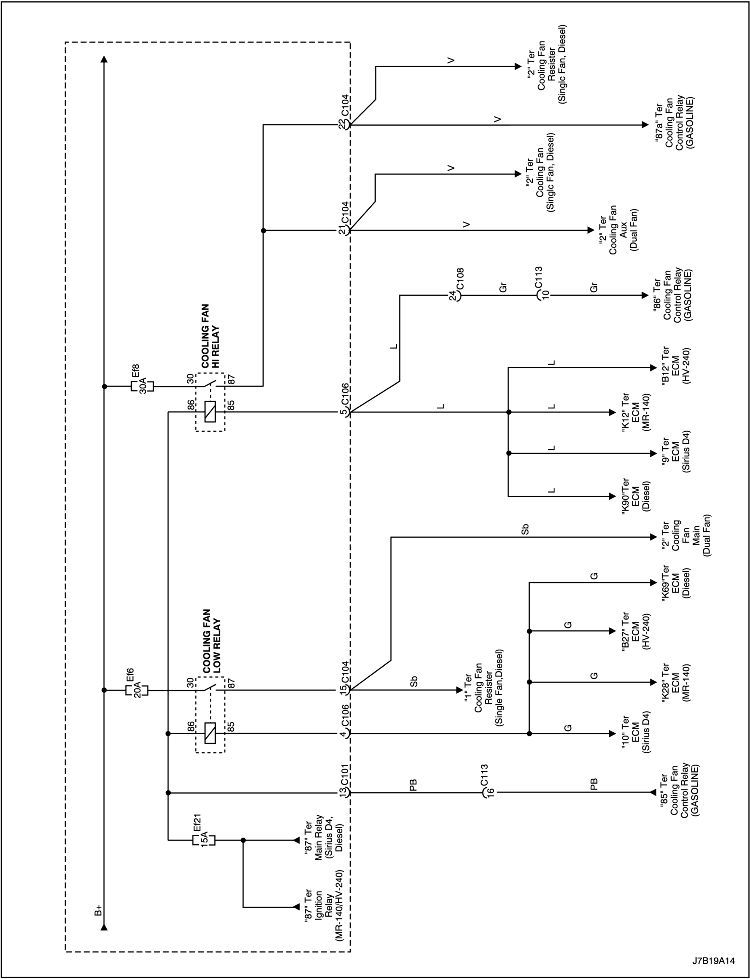 B+
Ef21
15A
Ef6
20A
Ef8
30A
COOLING FAN
LOW RELAY
86
30
85
87
COOLING FAN
HI RELAY
86
30
85
87
"87" Ter
Ignition
Relay
(MR-140/HV-240)
"87" Ter
Main Relay
(Sirius D4,
Diesel)
13
C101
4
C106
15
C104
5
C106
21
C104
22
C104
PB
16
C113
PB
Sb
Sb
L
L
24
C108
Gr
10
C113
Gr
V
V
V
V
G
G
G
G
L
L
L
L
"85" Ter
Cooling Fan
Control Relay
(GASOLINE)
"10" Ter
ECM
(Sirius D4)
"K28" Ter
ECM
(MR-140)
"B27" Ter
ECM
(HV-240)
"K69"Ter
ECM
(Diesel)
"1" Ter
Cooling Fan
Resister
(Single Fan,Diesel)
"2" Ter
Cooling
Fan
Main
(Dual Fan)
"K90"Ter
ECM
(Diesel)
"9" Ter
ECM
(Sirius D4)
"K12" Ter
ECM
(MR-140)
"B12" Ter
ECM
(HV-240)
"86" Ter
Cooling Fan
Control Relay
(GASOLINE)
"2" Ter
Cooling Fan
Aux
(Dual Fan)
"2" Ter
Cooling Fan
(Singlc Fan, Diesel)
"87a" Ter
Cooling Fan
Control Relay
(GASOLINE)
"2" Ter
Cooling Fan
Resister
(Singlc Fan, Diesel)
J7B19A14